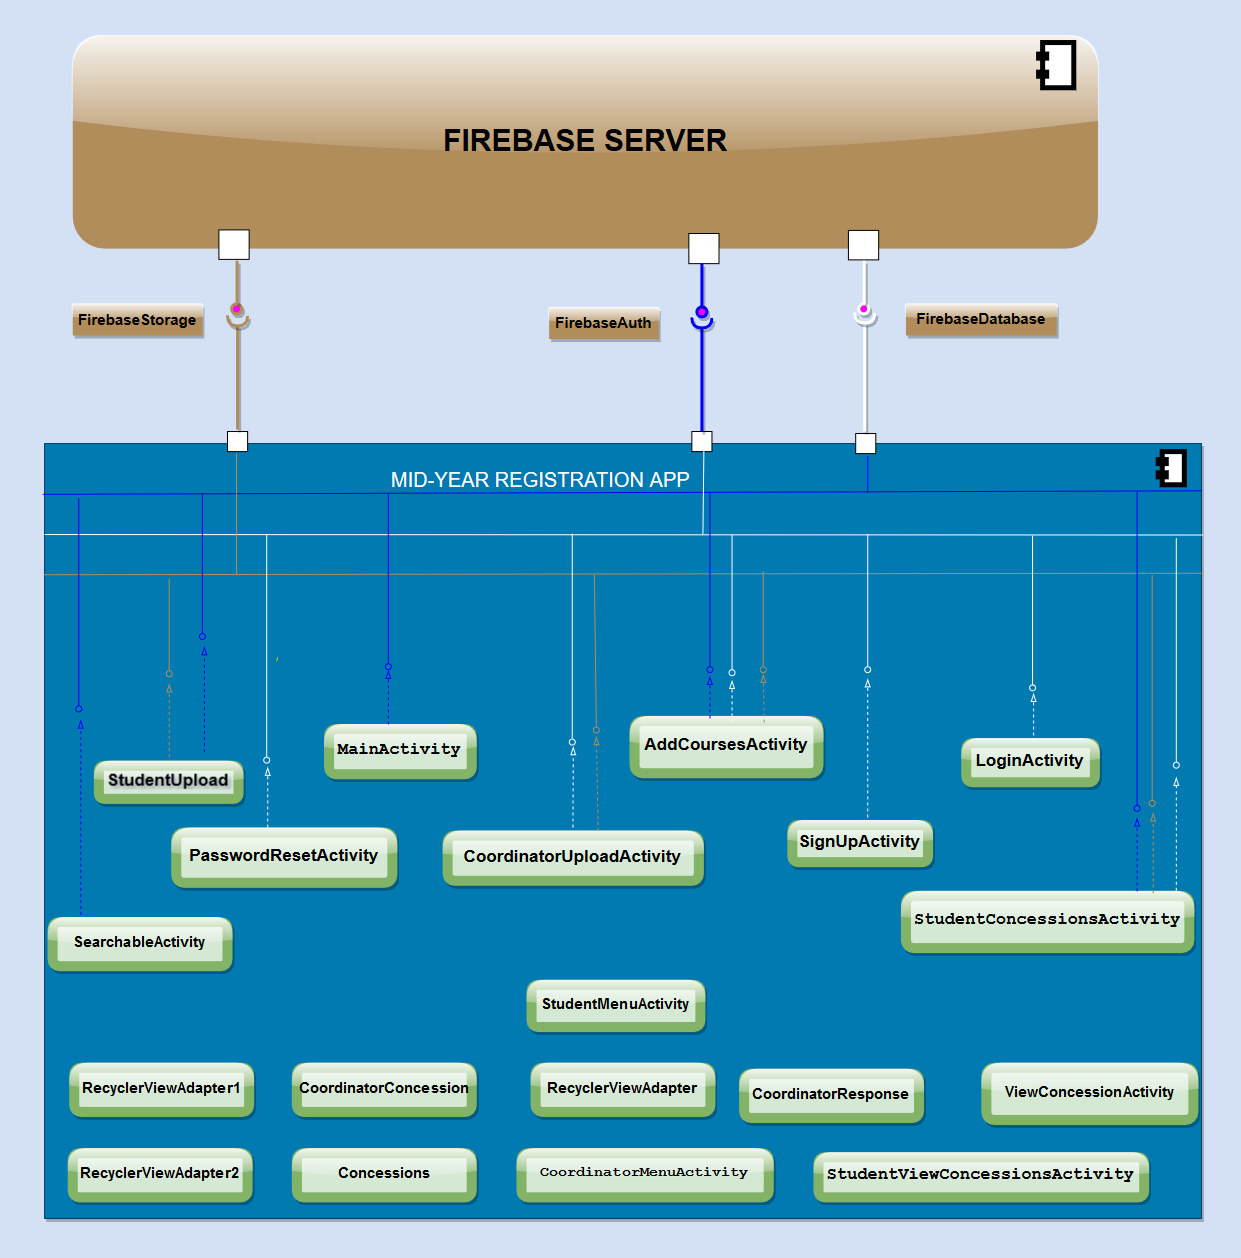 FIREBASE SERVER
FirebaseStorage
FirebaseAuth
FirebaseDatabase
MID-YEAR REGISTRATION APP
MainActivity
AddCoursesActivity
LoginActivity
StudentUpload
PasswordResetActivity
CoordinatorUploadActivity
SignUpActivity
StudentConcessionsActivity
SearchableActivity
StudentMenuActivity
RecyclerViewAdapter1
CoordinatorConcession
RecyclerViewAdapter
CoordinatorResponse
ViewConcessionActivity
RecyclerViewAdapter2
Concessions
CoordinatorMenuActivity
StudentViewConcessionsActivity